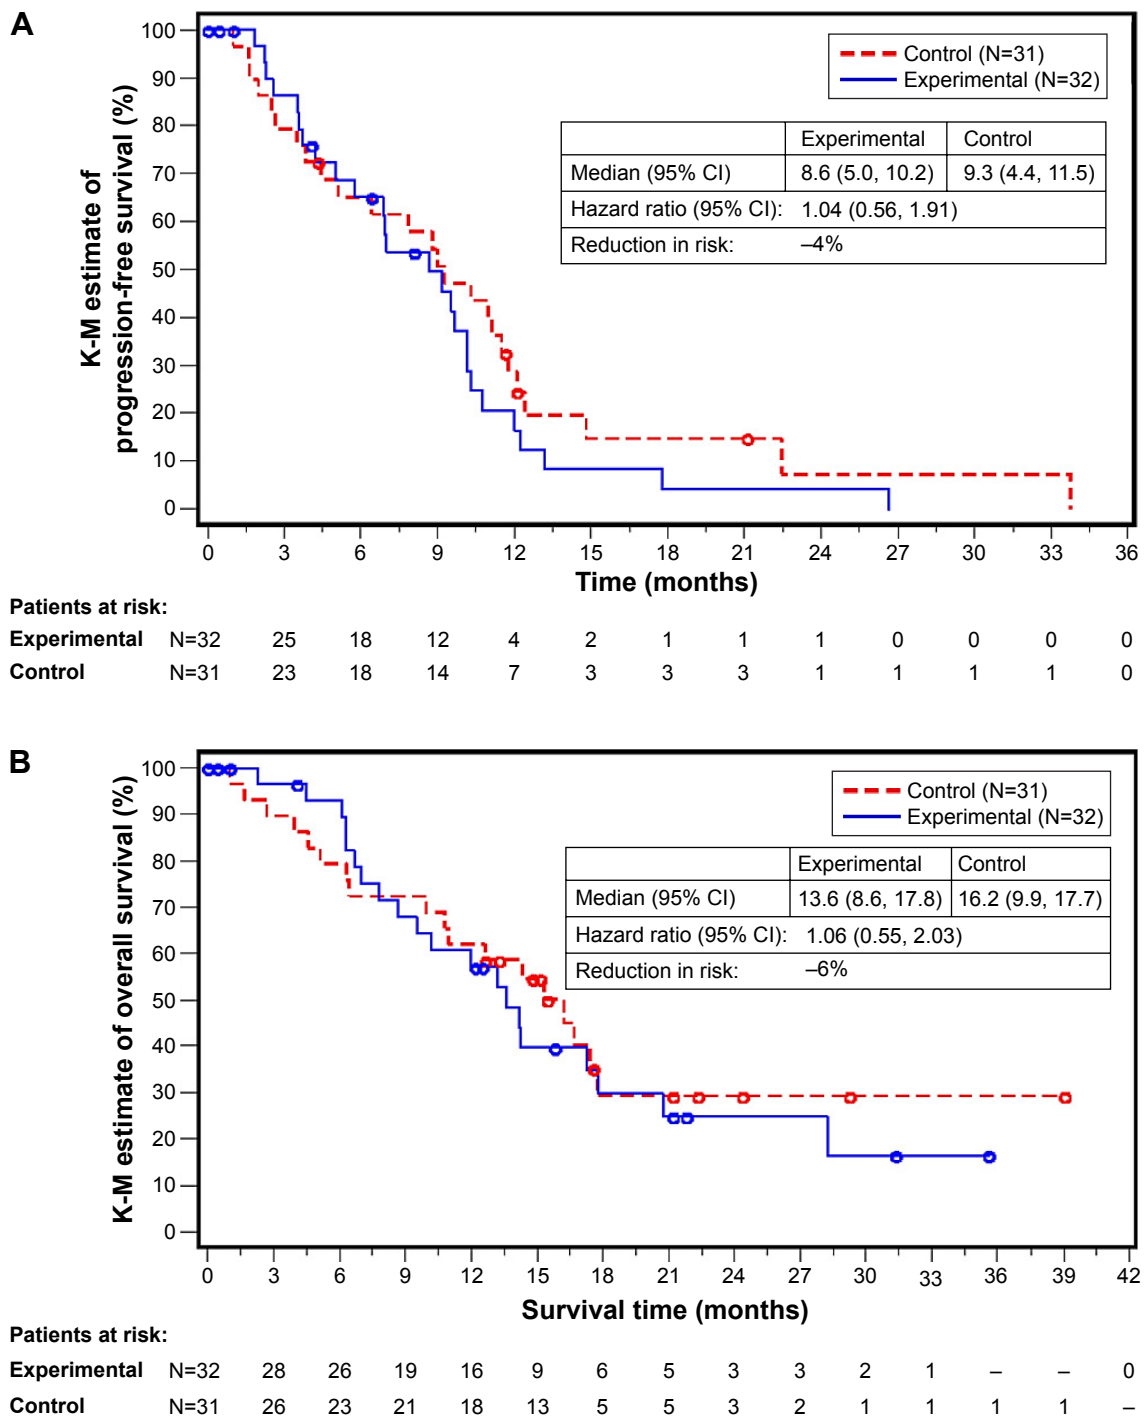 A
K-M estimate of
progression-free survival (%)
100
90
80
70
60
50
40
30
20
10
0
Control (N=31)
Experimental (N=32)
Experimental Control
Median (95% CI) 8.6 (5.0, 10.2) 9.3 (4.4, 11.5)
Hazard ratio (95% CI): 1.04 (0.56, 1.91)
Reduction in risk: –4%
0 3 6 9 12 15 18 21 24 27 30 33 36
Time (months)
Patients at risk:
Experimental N=32 25 18 12 4 2 1 1 1 0 0 0 0
Control N=31 23 18 14 7 3 3 3 1 1 1 1 0
B
K-M estimate of overall survival (%)
100
90
80
70
60
50
40
30
20
10
0
Control (N=31)
Experimental (N=32)
Experimental Control
Median (95% CI) 13.6 (8.6, 17.8) 16.2 (9.9, 17.7)
Hazard ratio (95% CI): 1.06 (0.55, 2.03)
Reduction in risk: –6%
0 3 6 9 12 15 18 21 24 27 30 33 36 39 42
Survival time (months)
Patients at risk:
Experimental N=32 28 26 19 16 9 6 5 3 3 2 1 – – 0
Control N=31 26 23 21 18 13 5 5 3 2 1 1 1 1 –